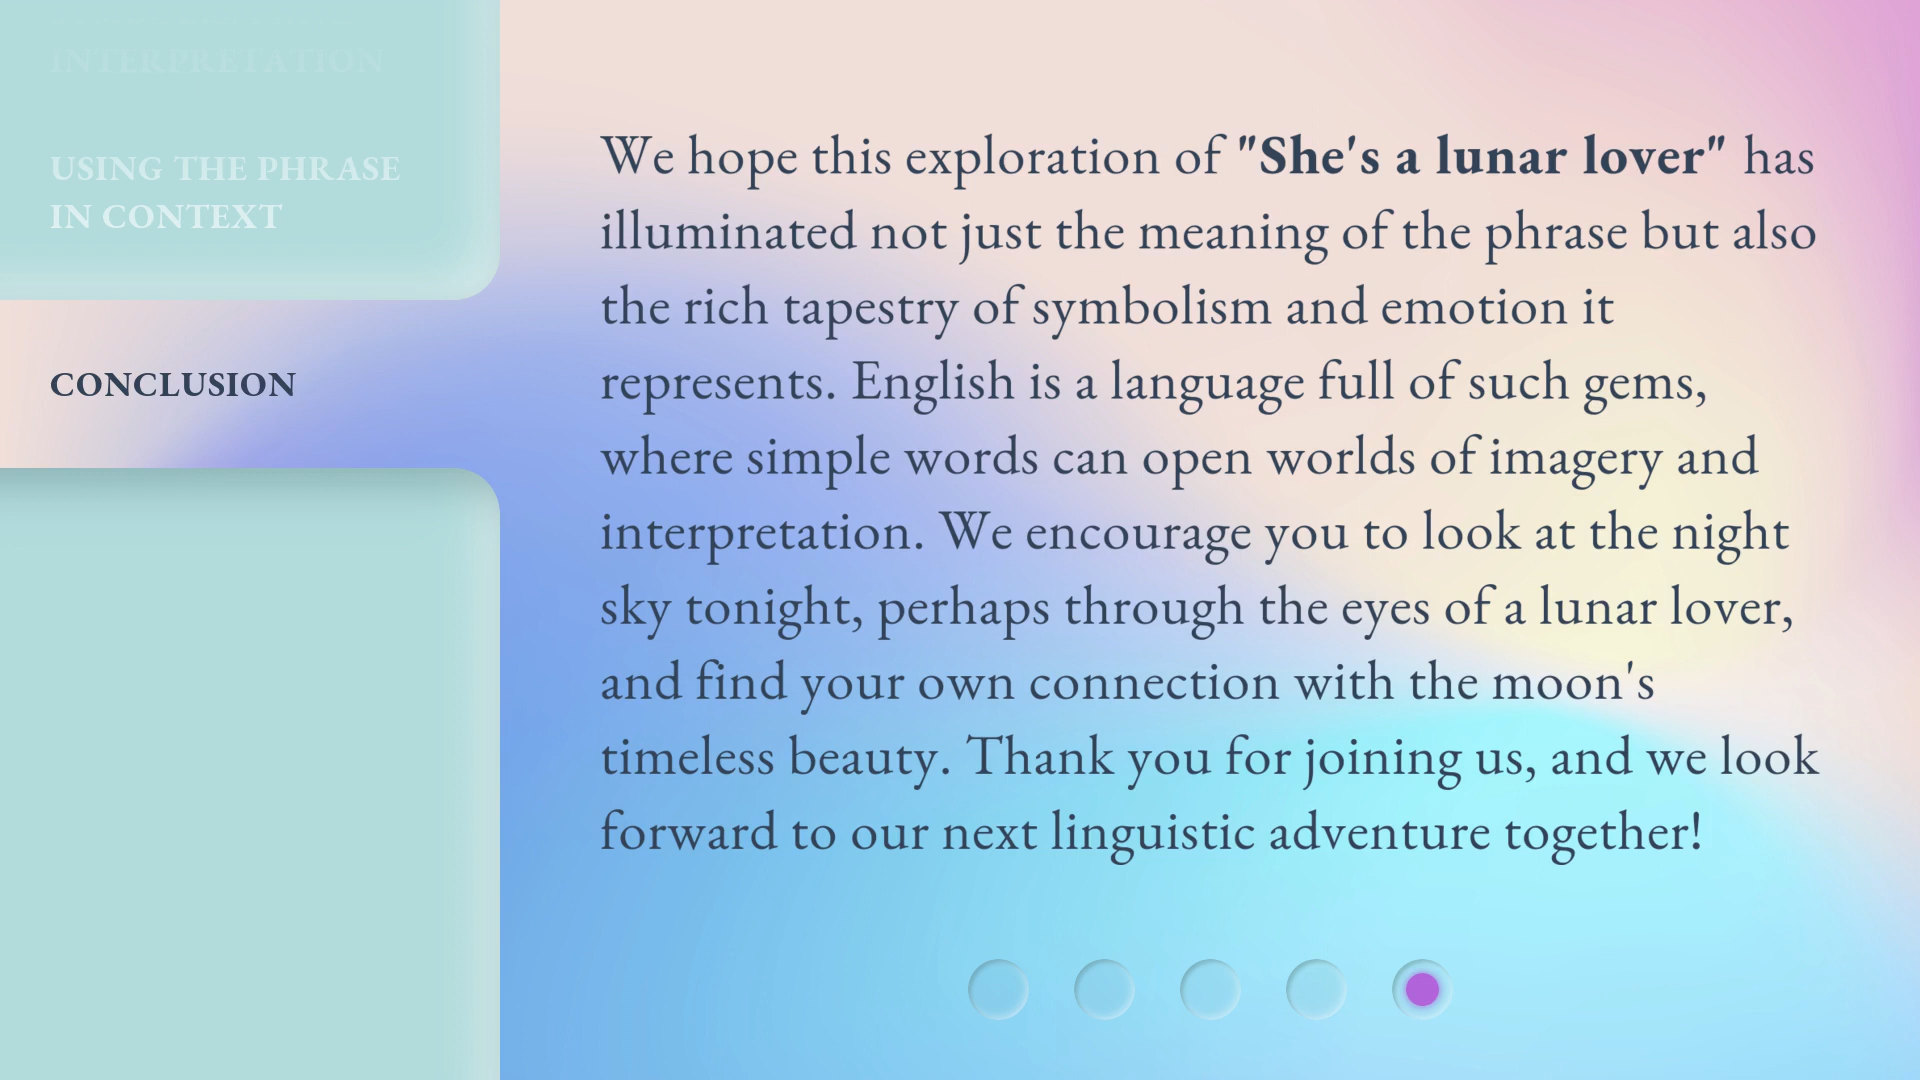 INTERPRETATION
USING THE PHRASE
IN CONTEXT
CONCLUSION
We hope this exploration of "She's a lunar lover" has
illuminated not just the meaning of the phrase but also
the rich tapestry of symbolism and emotion it
represents. English is a language full of such gems,
where simple words can open worlds of imagery and
interpretation. We encourage you to look at the night
sky tonight, perhaps through the eyes of a lunar lover,
and find your own connection with the moon's
timeless beauty. Thank you for joining us, and we look
forward to our next linguistic adventure together!